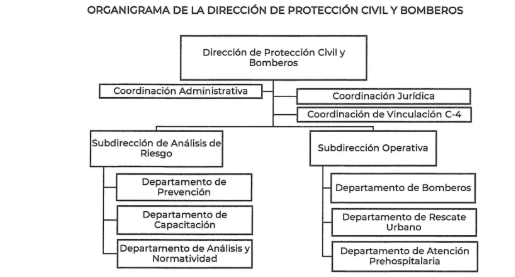 ORGANIGRAMA DE LA DIRECCIÓN DE PROTECCIÓN CIVIL Y BOMBEROS
Dirección de Protección Civil y
Bomberos
Coordinación Administrativa
Coordinación Jurídica
Coordinación de Vinculación C-4
Subdirección de Análisis de
Riesgo
Subdirección Operativa
Departamento de
Prevención
Departamento de
Capacitación
Departamento de Análisis y
Normatividad
Departamento de Bomberos
Departamento de Rescate
Urbano
Departamento de Atención
Prehospitalaria